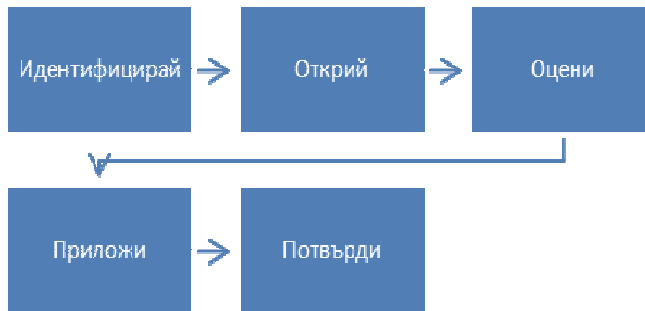 Идентифицирай
Открий
Оцени
Приложи
Потвърди